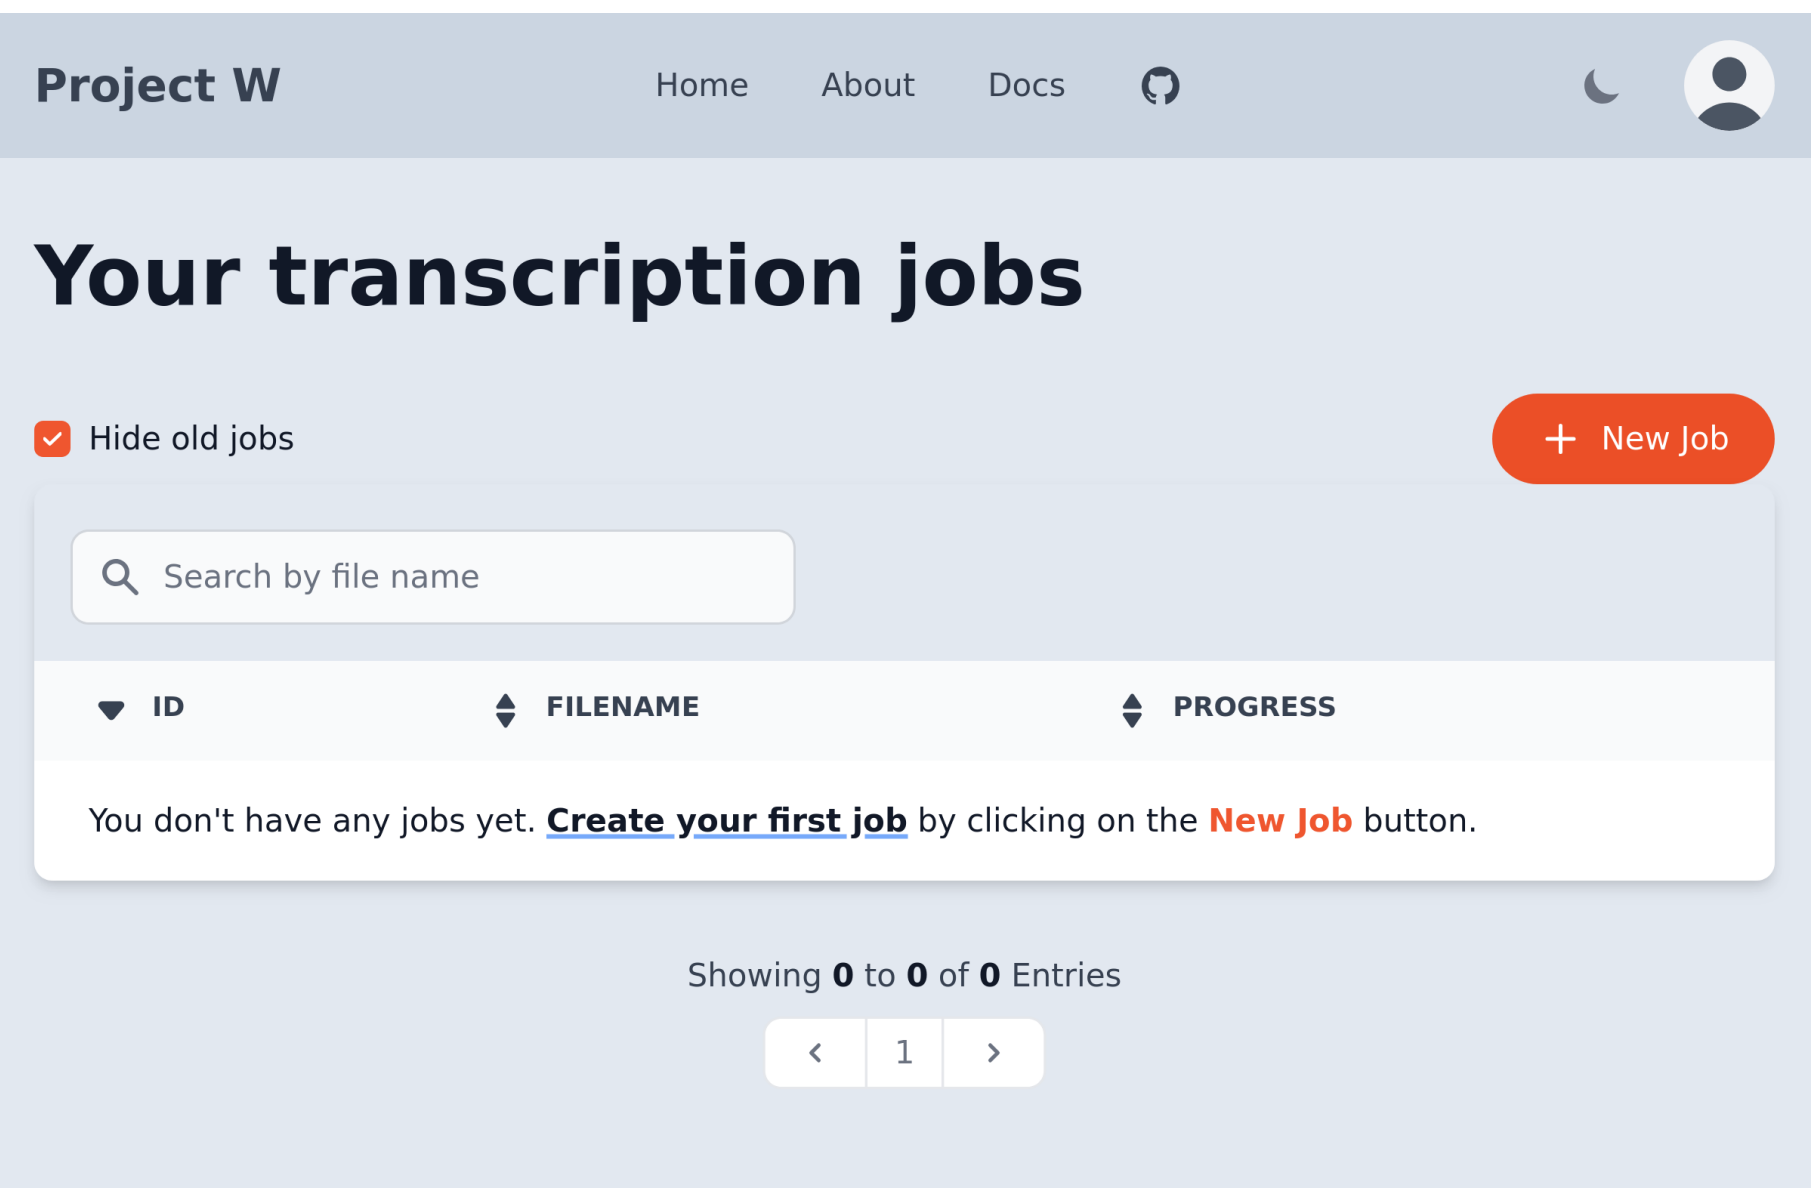 Project W
Home
About
Docs
Your transcription jobs
Hide old jobs
New Job
Search by file name
ID
FILENAME
PROGRESS
You don't have any jobs yet. Create your first job by clicking on the New Job button.
Showing 0 to 0 of 0 Entries
1